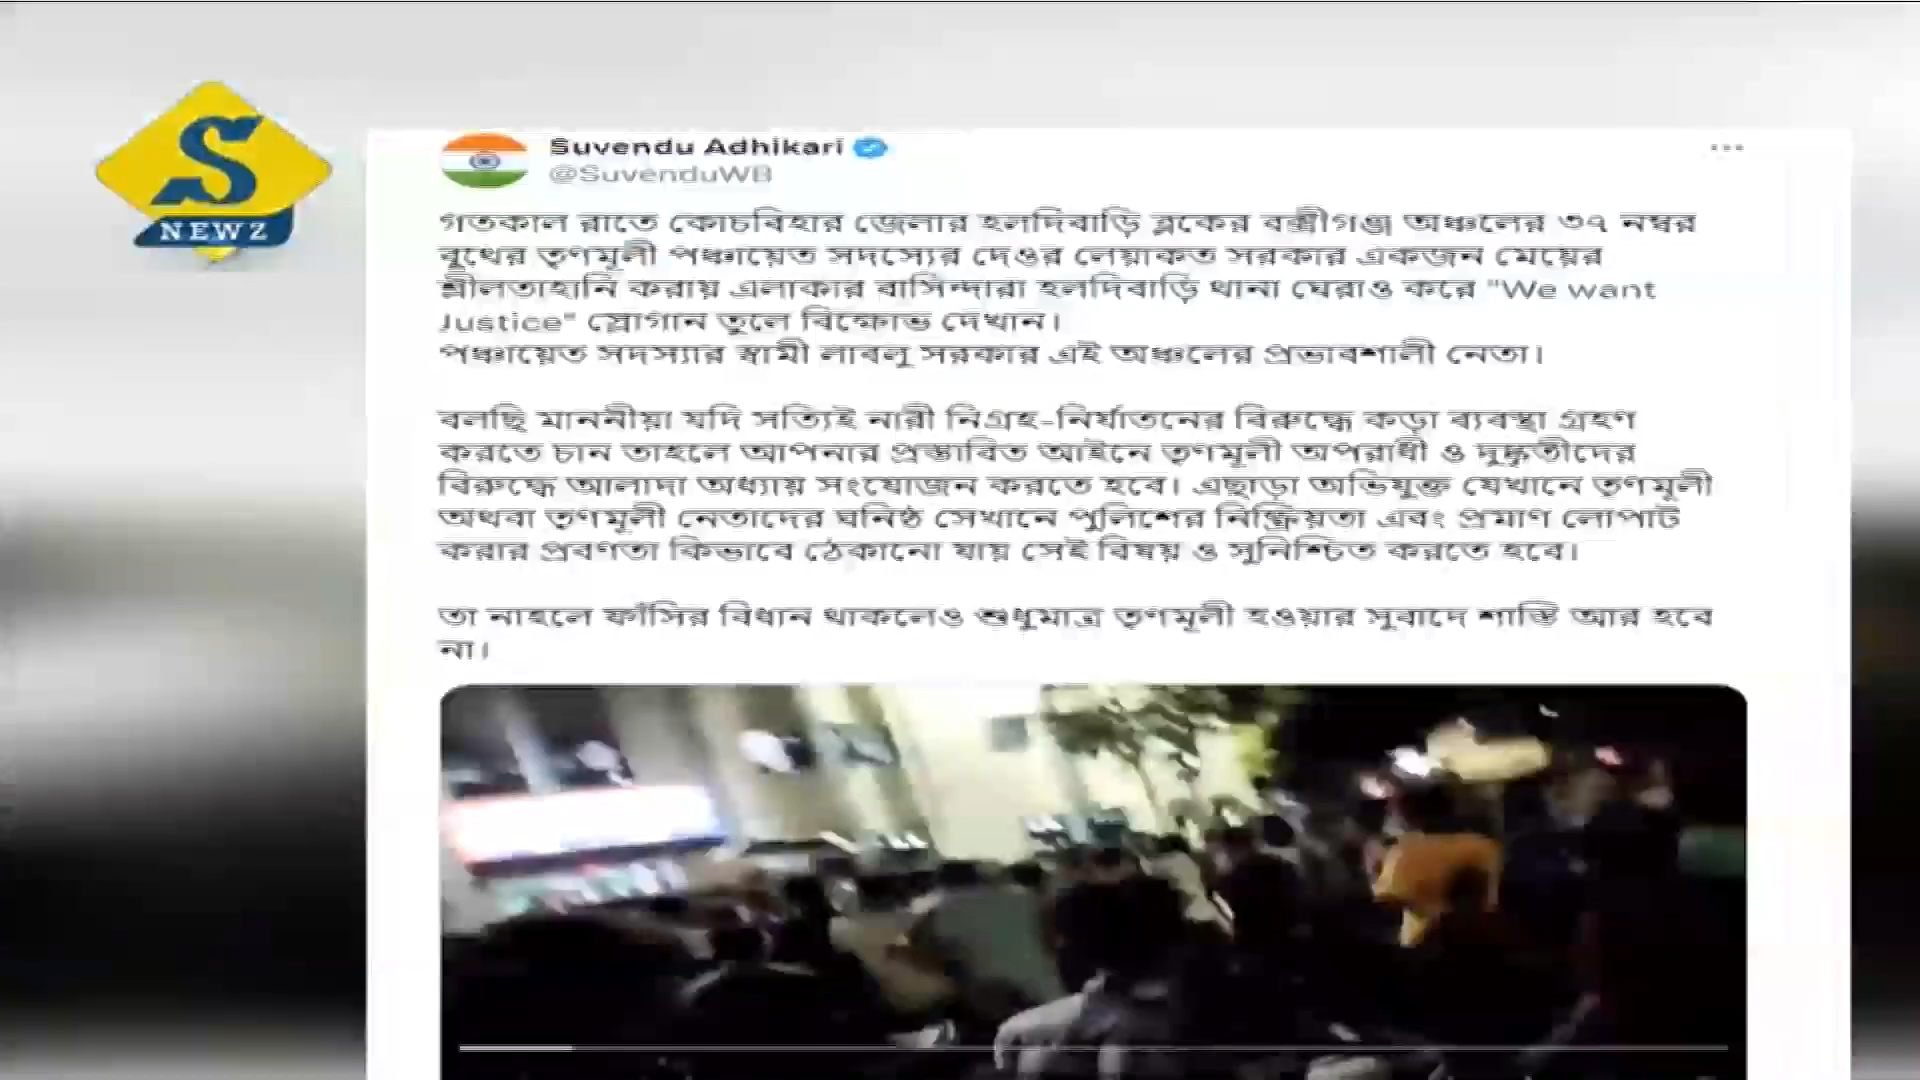 S
NEWZ
Suvendu Adhikari
@SuvenduWB
গতকাল রাতে কোচবিহার জেলার হলদিবাড়ি ব্লকের বক্সীগঞ্জ অঞ্চলের ৩৭ নম্বর
বুথের তৃণমূলী পঞ্চায়েত সদস্যের দেওর লেয়াকত সরকার একজন মেয়ের
শ্লীলতাহানি করায় এলাকার বাসিন্দারা হলদিবাড়ি থানা ঘেরাও করে "We want
Justice" স্লোগান তুলে বিক্ষোভ দেখান।
পঞ্চায়েত সদস্যার স্বামী লাবলু সরকার এই অঞ্চলের প্রভাবশালী নেতা।
বলছি মাননীয়া যদি সত্যিই নারী নিগ্রহ-নির্যাতনের বিরুদ্ধে কড়া ব্যবস্থা গ্রহণ
করতে চান তাহলে আপনার প্রস্তাবিত আইনে তৃণমূলী অপরাধী ও দুষ্কৃতীদের
বিরুদ্ধে আলাদা অধ্যায় সংযোজন করতে হবে। এছাড়া অভিযুক্ত যেখানে তৃণমূলী
অথবা তৃণমূলী নেতাদের ঘনিষ্ঠ সেখানে পুলিশের নিষ্ক্রিয়তা এবং প্রমাণ লোপাট
করার প্রবণতা কিভাবে ঠেকানো যায় সেই বিষয় ও সুনিশ্চিত করতে হবে।
তা নাহলে ফাঁসির বিধান থাকলেও শুধুমাত্র তৃণমূলী হওয়ার সুবাদে শাস্তি আর হবে
না।